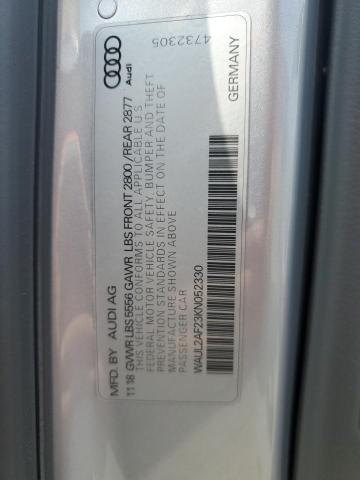 MFD. BY AUDI AG
11 18 GVWR LBS 5556 GAWR LBS FRONT 2800 /REAR 2877
THIS VEHICLE CONFORMS TO ALL APPLICABLE U S
FEDERAL MOTOR VEHICLE SAFETY, BUMPER AND THEFT
PREVENTION STANDARDS IN EFFECT ON THE DATE OF
MANUFACTURE SHOWN ABOVE
PASSENGER CAR
WAUL2AF23KN052330
GERMANY
Audi
47332305